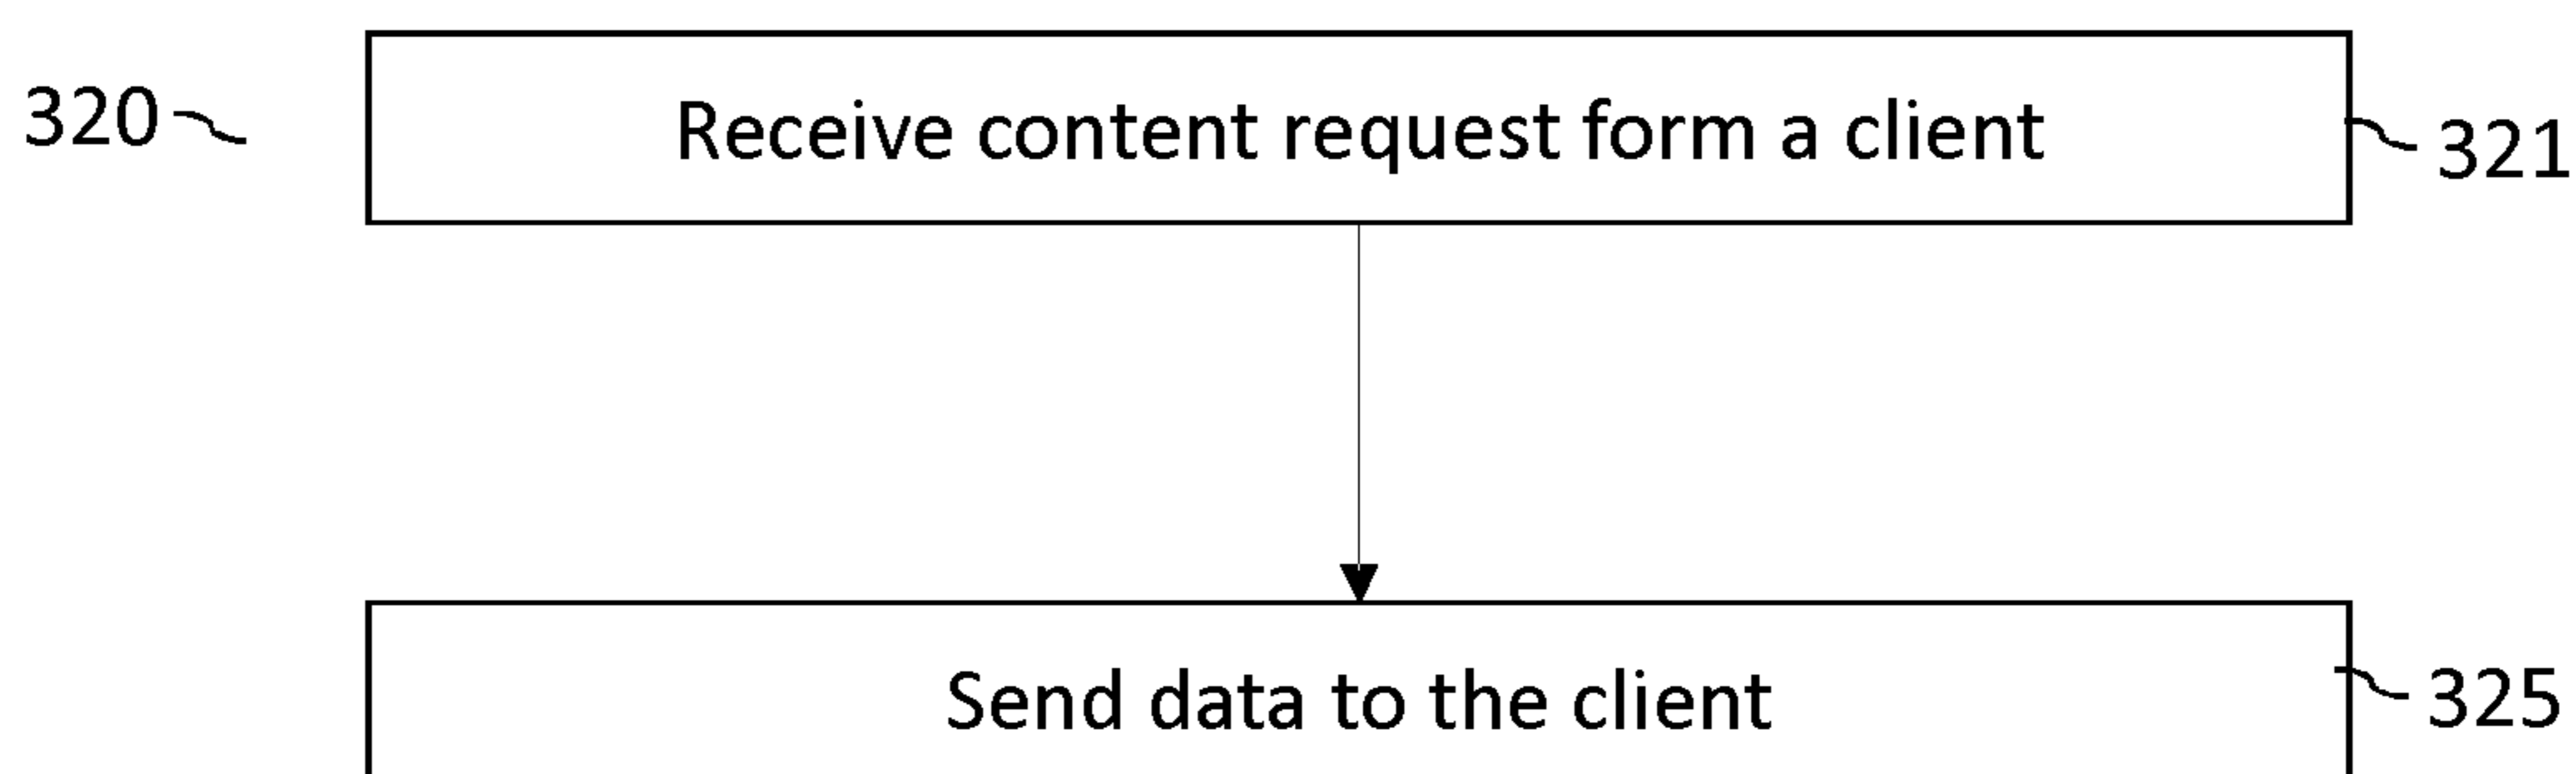 320
Receive content request form a client
321
Send data to the client
325